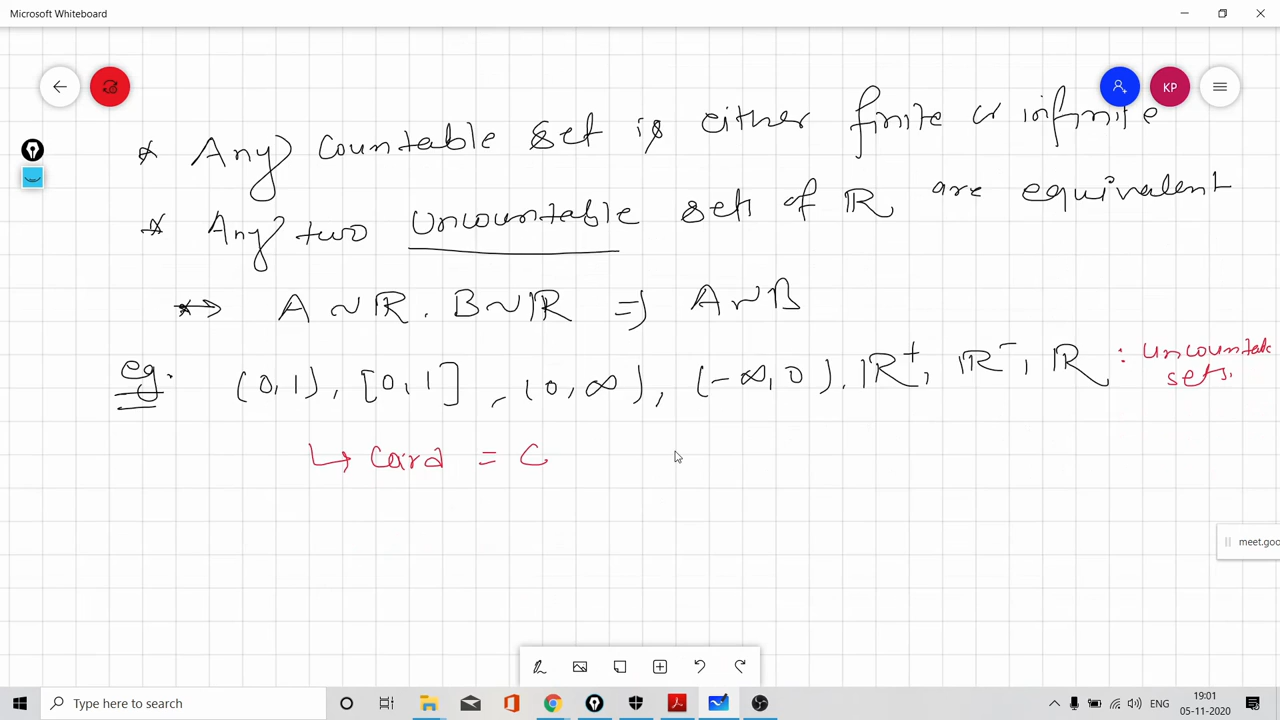 Microsoft Whiteboard
KP
* Any countable set is either finite or infinite
* Any two uncountable sets of ℝ are equivalent
A ~ ℝ. B ~ ℝ ⇒ A ~ B
eg. (0,1), [0,1], (0,∞), (-∞,0), ℝ⁺, ℝ⁻, ℝ : uncountable sets.
↳ card = C
meet.goo
Type here to search
ENG
19:01
05-11-2020